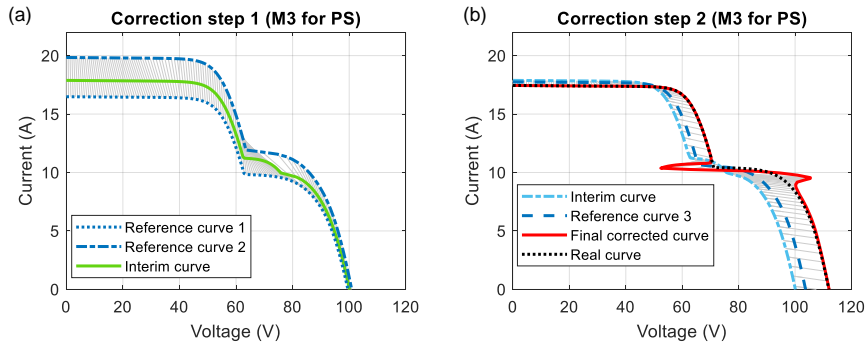 (a)
Correction step 1 (M3 for PS)
20
15
10
5
0
Current (A)
Reference curve 1
Reference curve 2
Interim curve
0 20 40 60 80 100 120
Voltage (V)
(b)
Correction step 2 (M3 for PS)
20
15
10
5
0
Current (A)
Interim curve
Reference curve 3
Final corrected curve
Real curve
0 20 40 60 80 100 120
Voltage (V)